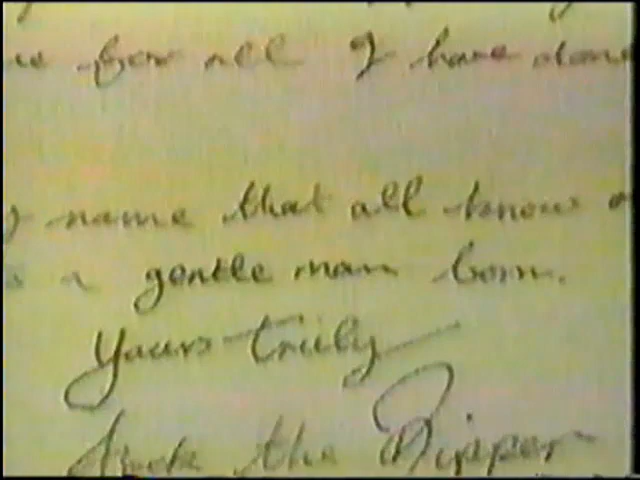 for all I have done
name that all know
a gentle man born.
Yours truly
Jack the Ripper